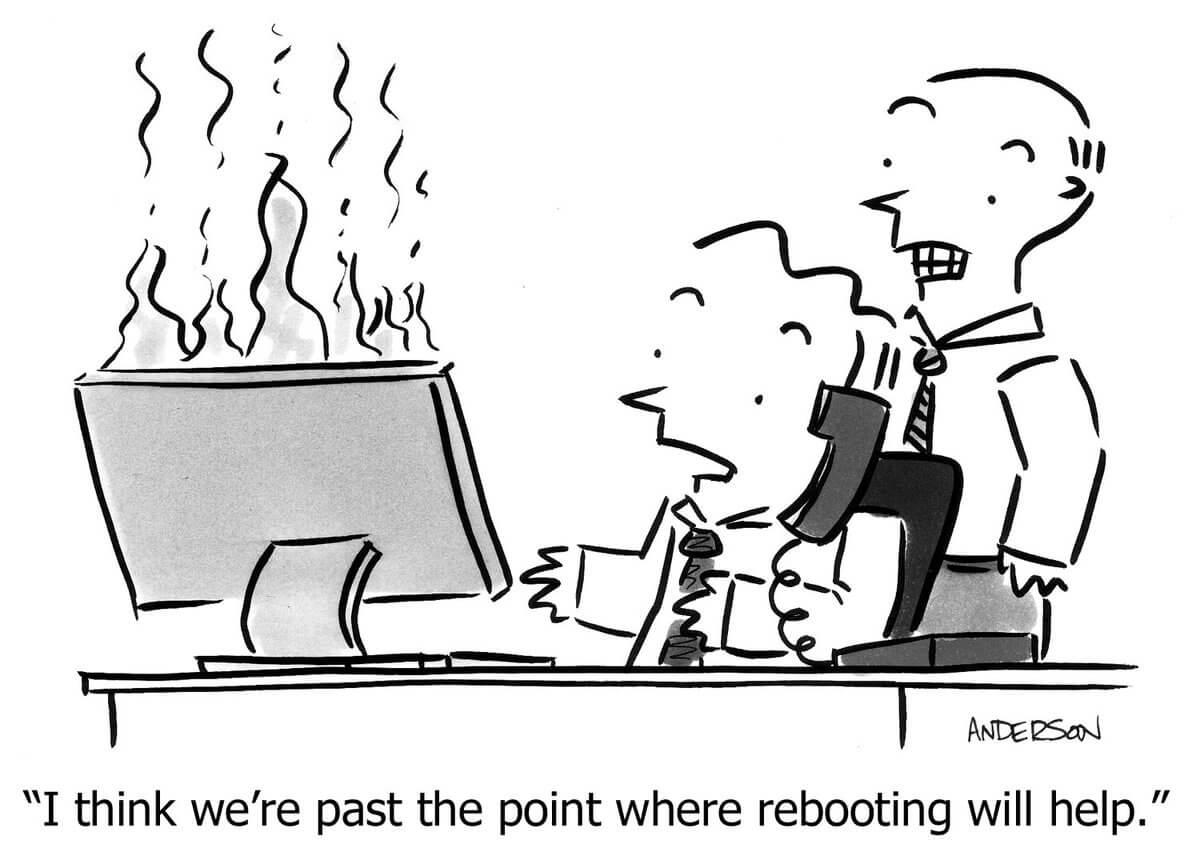 ANDERSON
“I think we’re past the point where rebooting will help.”